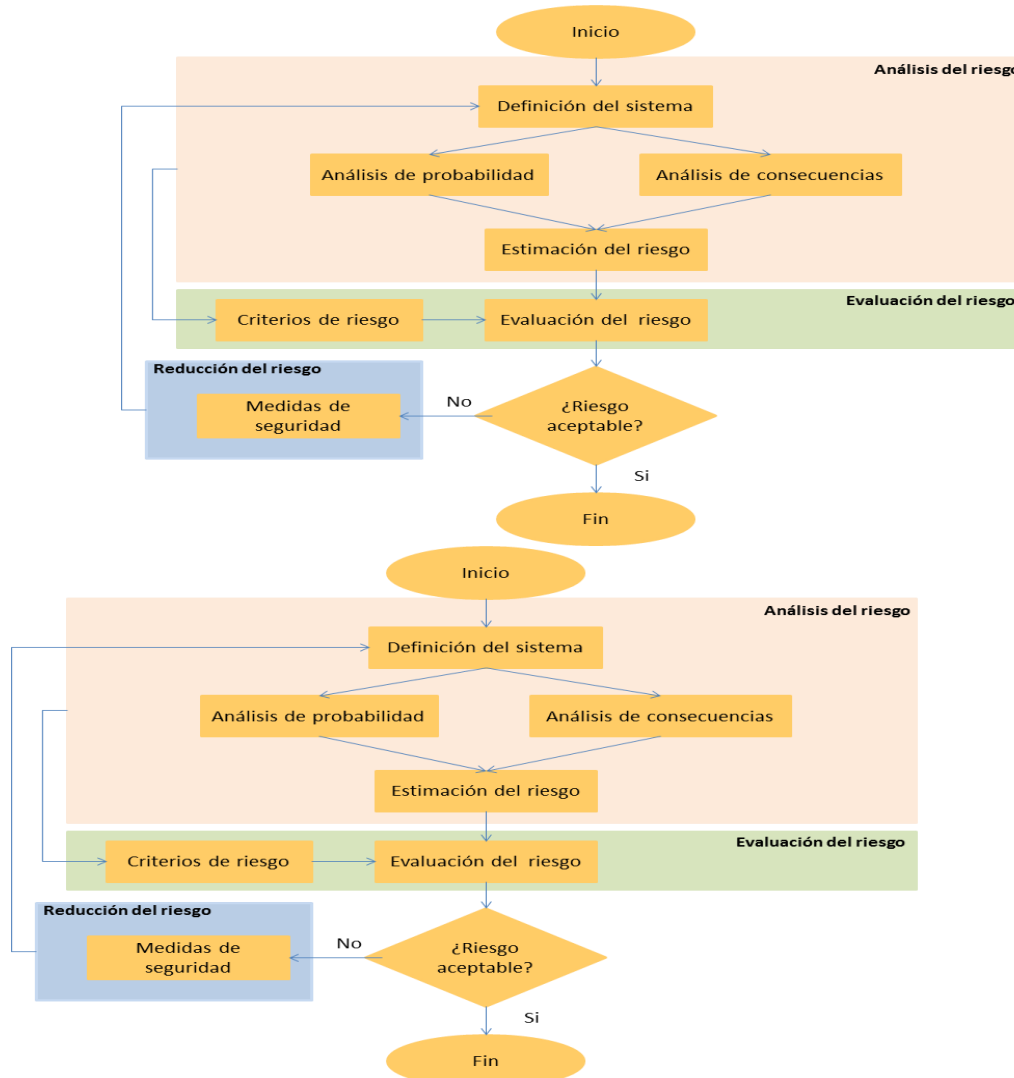 Inicio
Análisis del riesgo
Definición del sistema
Análisis de probabilidad
Análisis de consecuencias
Estimación del riesgo
Evaluación del riesgo
Criterios de riesgo
Evaluación del riesgo
Reducción del riesgo
Medidas de
seguridad
No
¿Riesgo
aceptable?
Si
Fin
Inicio
Análisis del riesgo
Definición del sistema
Análisis de probabilidad
Análisis de consecuencias
Estimación del riesgo
Evaluación del riesgo
Criterios de riesgo
Evaluación del riesgo
Reducción del riesgo
Medidas de
seguridad
No
¿Riesgo
aceptable?
Si
Fin